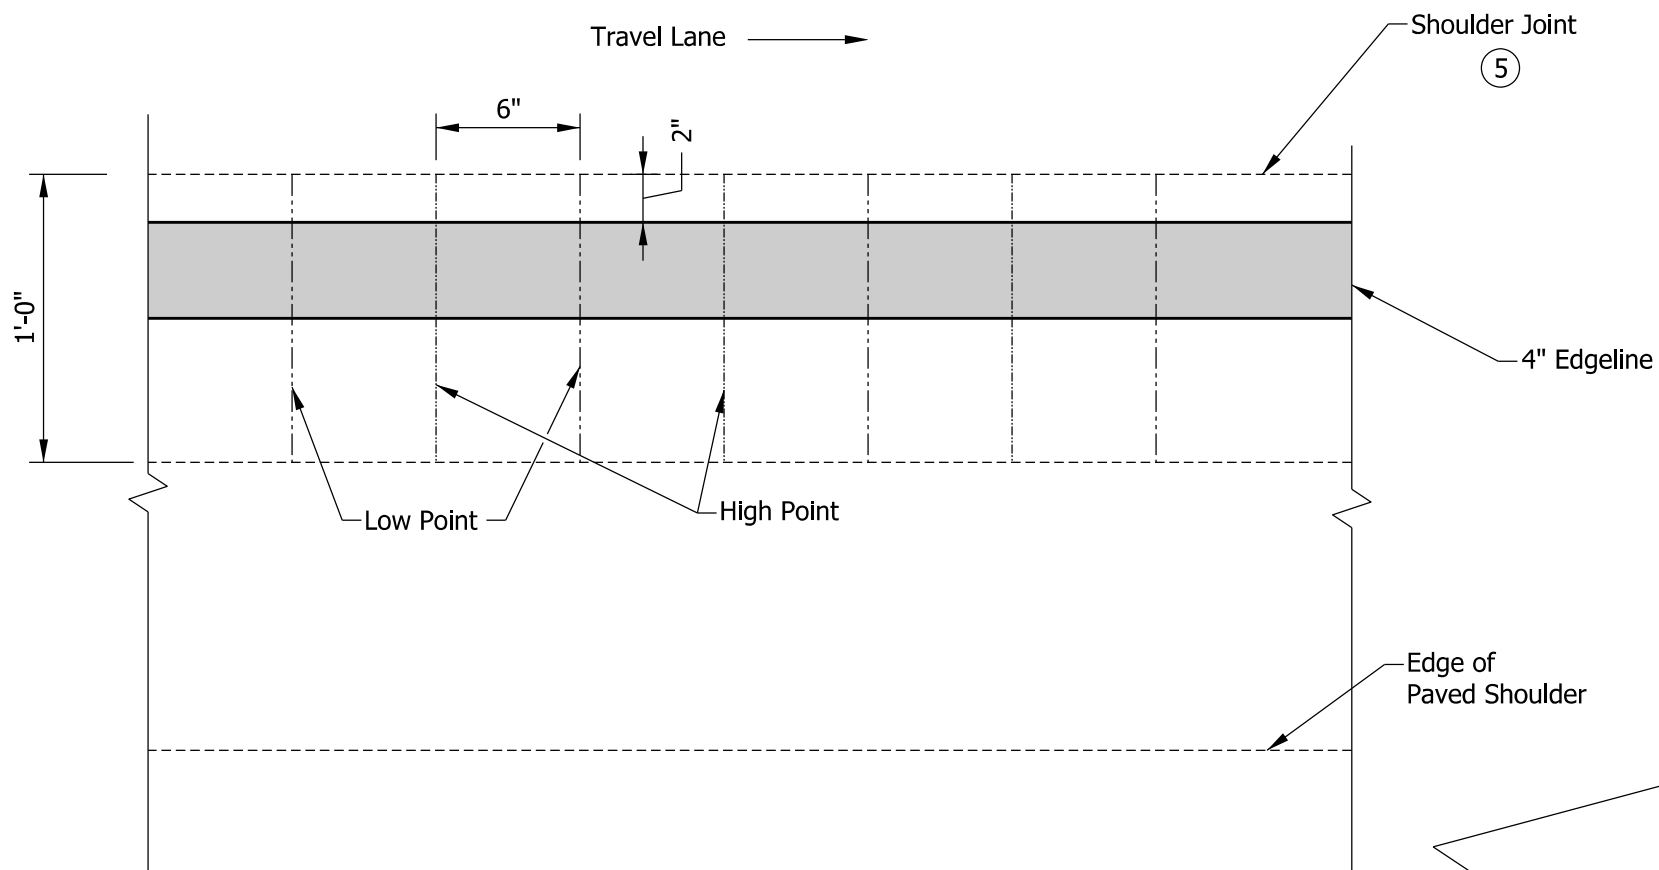 Travel Lane
Shoulder Joint
5
6"
2"
1'-0"
4" Edgeline
Low Point
High Point
Edge of
Paved Shoulder